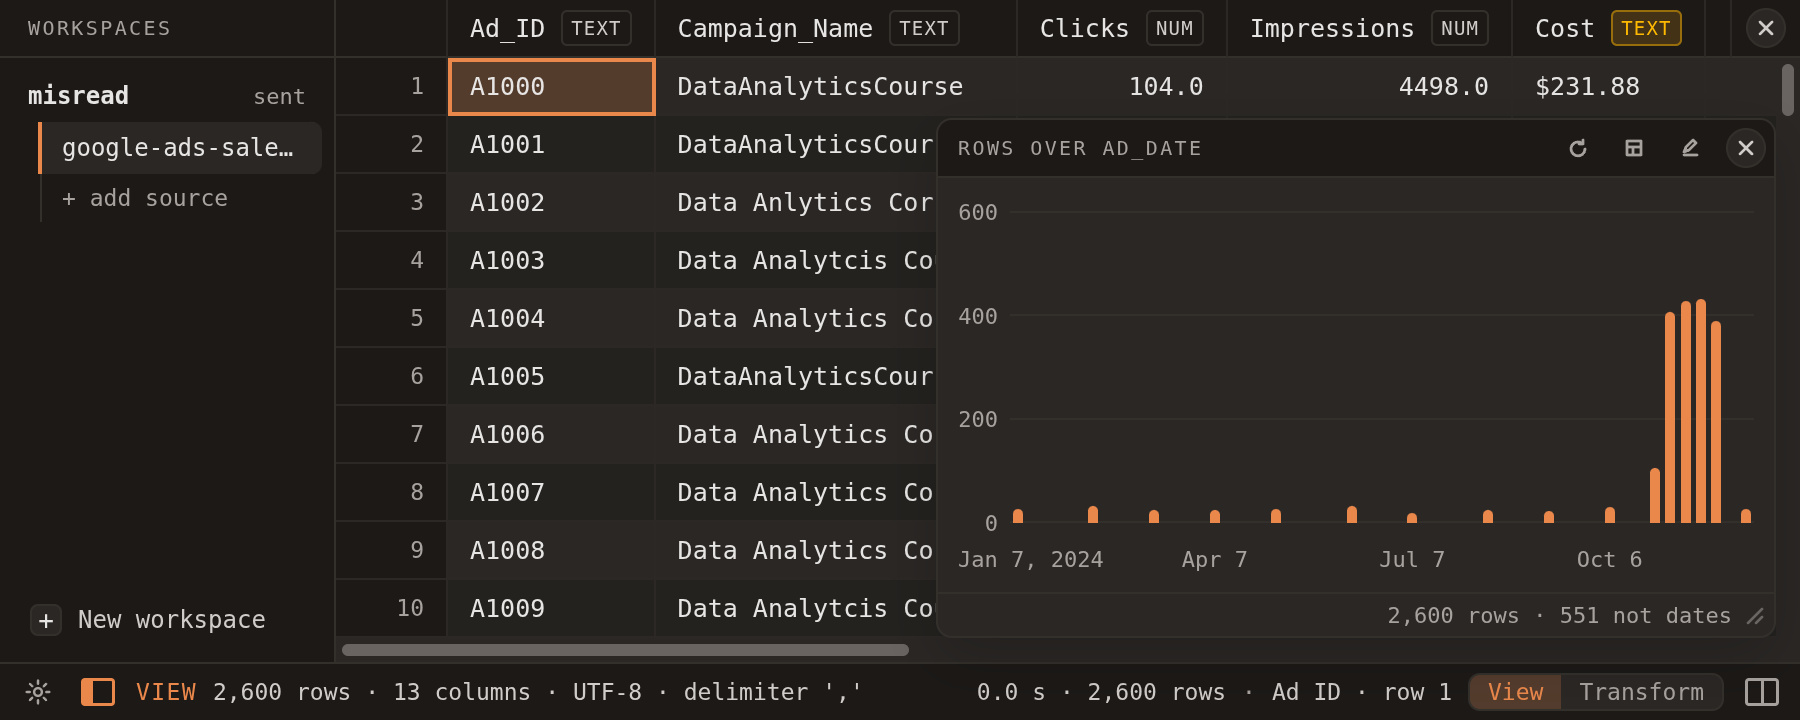 WORKSPACES
Ad_ID TEXT Campaign_Name TEXT Clicks NUM Impressions NUM Cost TEXT
misread sent
google-ads-sale…
+ add source
1 A1000 DataAnalyticsCourse 104.0 4498.0 $231.88
2 A1001 DataAnalyticsCour
3 A1002 Data Anlytics Cor
4 A1003 Data Analytcis Co
5 A1004 Data Analytics Co
6 A1005 DataAnalyticsCour
7 A1006 Data Analytics Co
8 A1007 Data Analytics Co
9 A1008 Data Analytics Co
10 A1009 Data Analytcis Co
ROWS OVER AD_DATE
600
400
200
0
Jan 7, 2024 Apr 7 Jul 7 Oct 6
2,600 rows · 551 not dates
+ New workspace
VIEW 2,600 rows · 13 columns · UTF-8 · delimiter ',' 0.0 s · 2,600 rows · Ad ID · row 1 View Transform